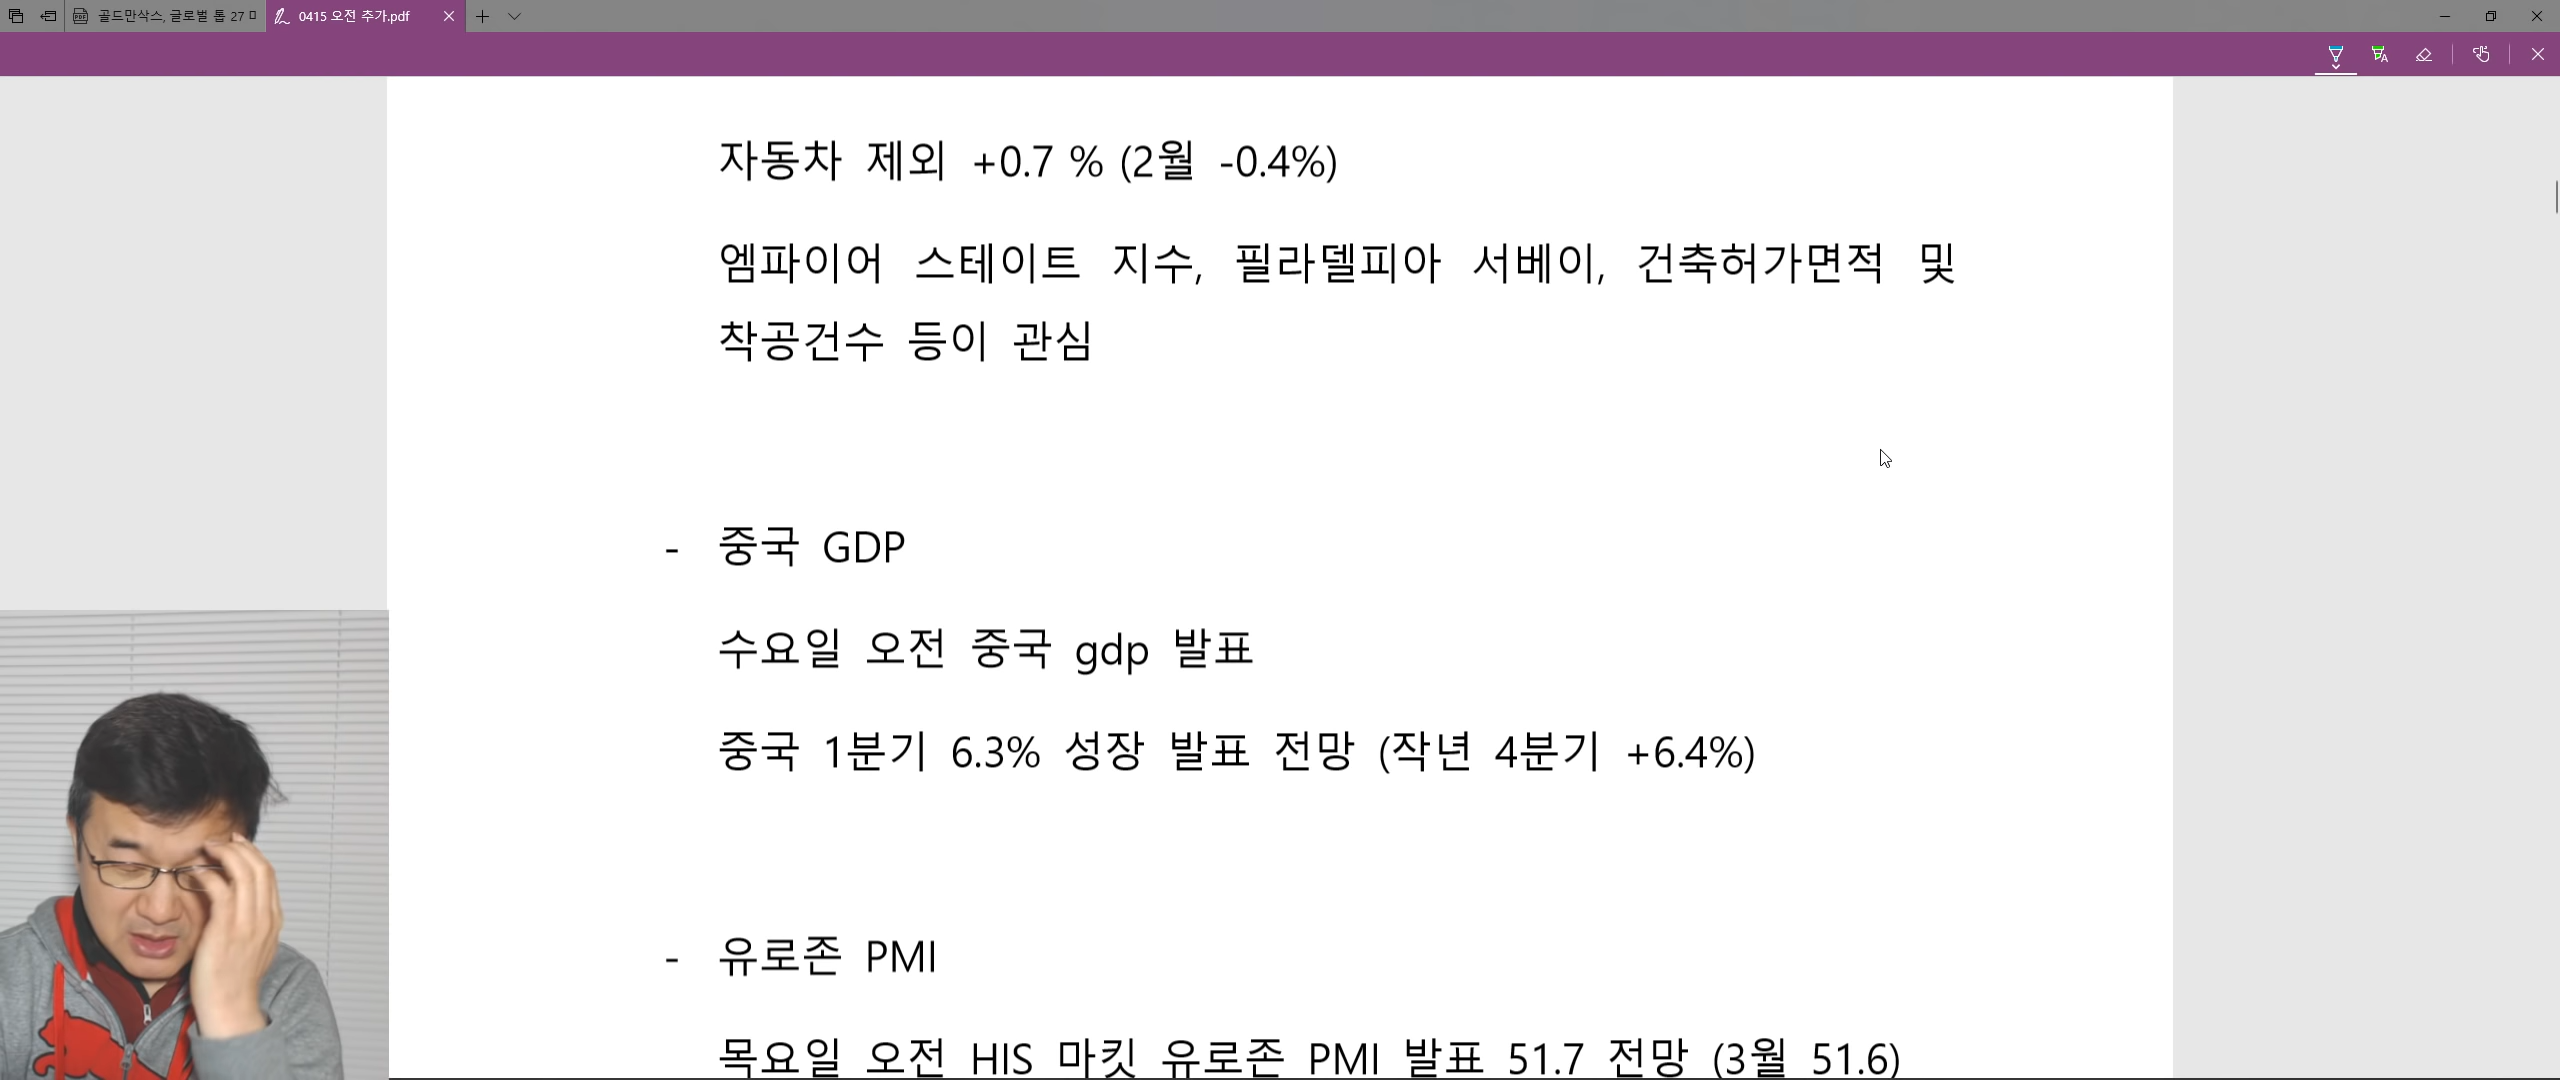 골드만삭스, 글로벌 톱 27
0415 오전 추가.pdf
자동차 제외 +0.7 % (2월 -0.4%)
엠파이어 스테이트 지수, 필라델피아 서베이, 건축허가면적 및
착공건수 등이 관심
- 중국 GDP
수요일 오전 중국 gdp 발표
중국 1분기 6.3% 성장 발표 전망 (작년 4분기 +6.4%)
- 유로존 PMI
목요일 오전 HIS 마킷 유로존 PMI 발표 51.7 전망 (3월 51.6)